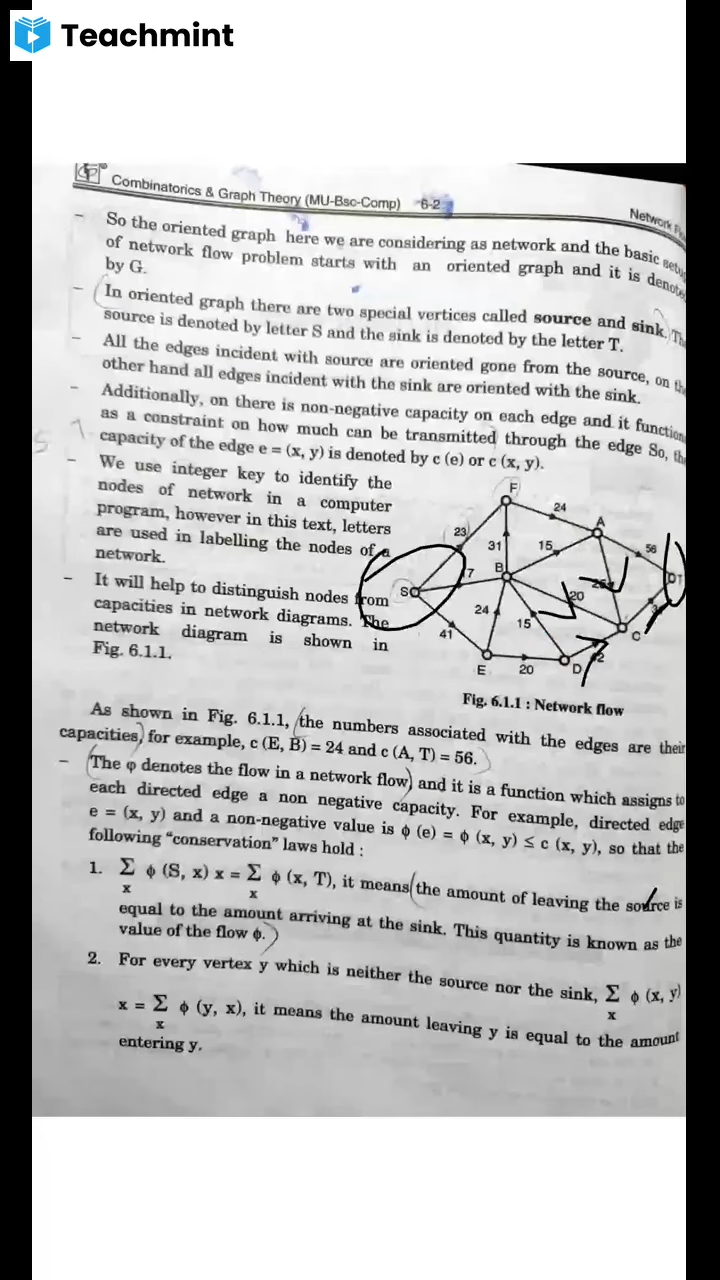 Teachmint
Combinatorics & Graph Theory (MU-Bsc-Comp) 6-2
Network
– So the oriented graph here we are considering as network and the basic
of network flow problem starts with an oriented graph and it is
by G.
– (In oriented graph there are two special vertices called source and sink.)
source is denoted by letter S and the sink is denoted by the letter T.
– All the edges incident with source are oriented gone from the source, on
other hand all edges incident with the sink are oriented with the sink.
– Additionally, on there is non-negative capacity on each edge and it
as a constraint on how much can be transmitted through the edge So,
capacity of the edge e = (x, y) is denoted by c (e) or c (x, y).
– We use integer key to identify the
nodes of network in a computer
program, however in this text, letters
are used in labelling the nodes of a
network.
– It will help to distinguish nodes from
capacities in network diagrams. The
network diagram is shown in
Fig. 6.1.1.
F
24
A
23
31
15
56
B
7
S
T
24
20
15
41
C
E
20
D
Fig. 6.1.1 : Network flow
As shown in Fig. 6.1.1, (the numbers associated with the edges are their
capacities) for example, c (E, B) = 24 and c (A, T) = 56.)
– (The φ denotes the flow in a network flow) and it is a function which assigns to
each directed edge a non negative capacity. For example, directed edge
e = (x, y) and a non-negative value is ϕ (e) = ϕ (x, y) ≤ c (x, y), so that the
following "conservation" laws hold :
1. Σ ϕ (S, x) x = Σ ϕ (x, T), it means (the amount of leaving the source is
x x
equal to the amount arriving at the sink. This quantity is known as the
value of the flow ϕ.)
2. For every vertex y which is neither the source nor the sink, Σ ϕ (x, y)
x
x = Σ ϕ (y, x), it means the amount leaving y is equal to the amount
x
entering y.